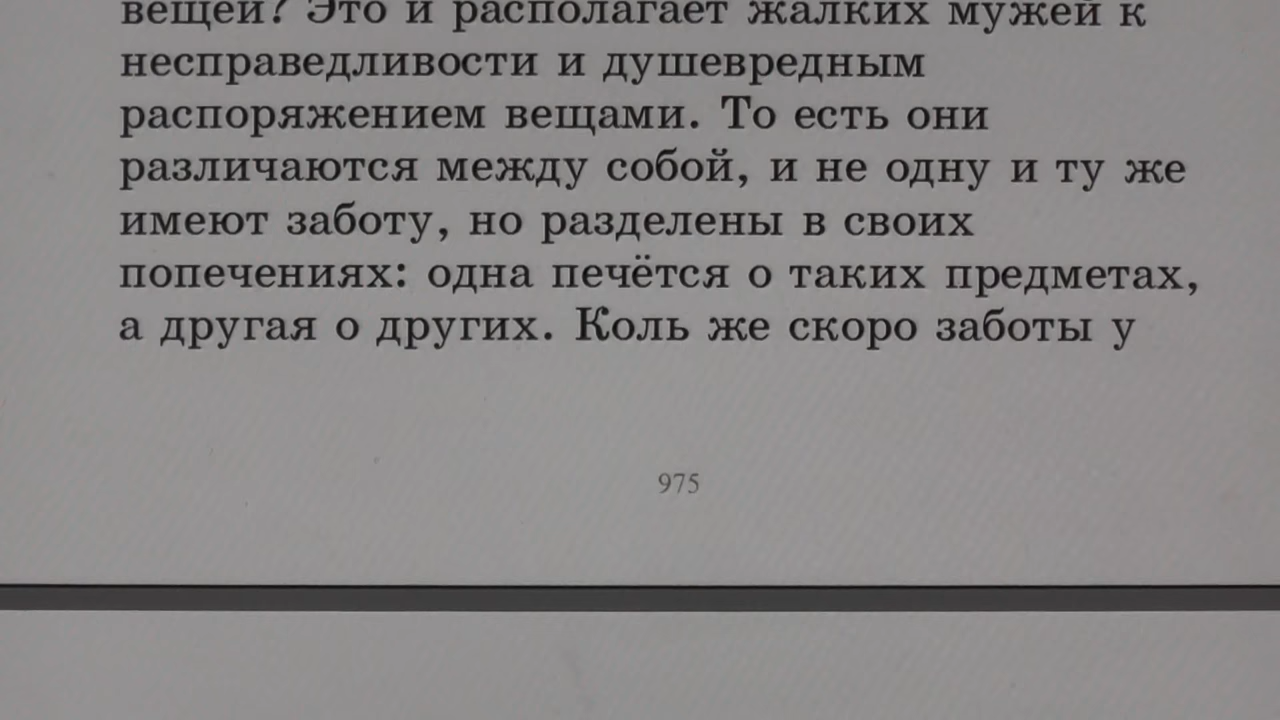 вещей? Это и располагает жалких мужей к
несправедливости и душевредным
распоряжением вещами. То есть они
различаются между собой, и не одну и ту же
имеют заботу, но разделены в своих
попечениях: одна печётся о таких предметах,
а другая о других. Коль же скоро заботы у
975